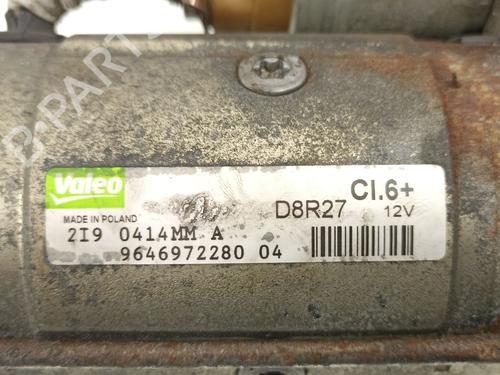 Valeo
MADE IN POLAND
2I9 0414MM A
9646972280 04
D8R27
Cl.6+
12V
B-PARTS